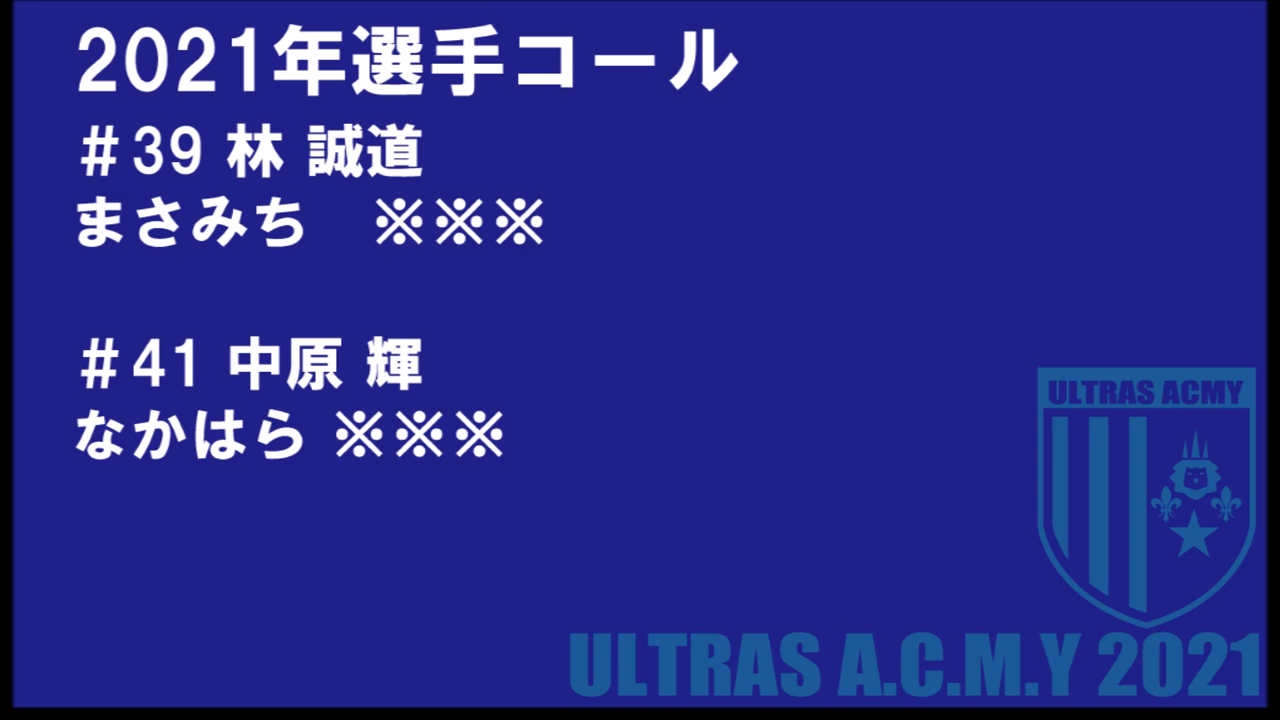 2021年選手コール
＃39 林 誠道
まさみち　※※※
＃41 中原 輝
なかはら ※※※
ULTRAS ACMY
ULTRAS A.C.M.Y 2021